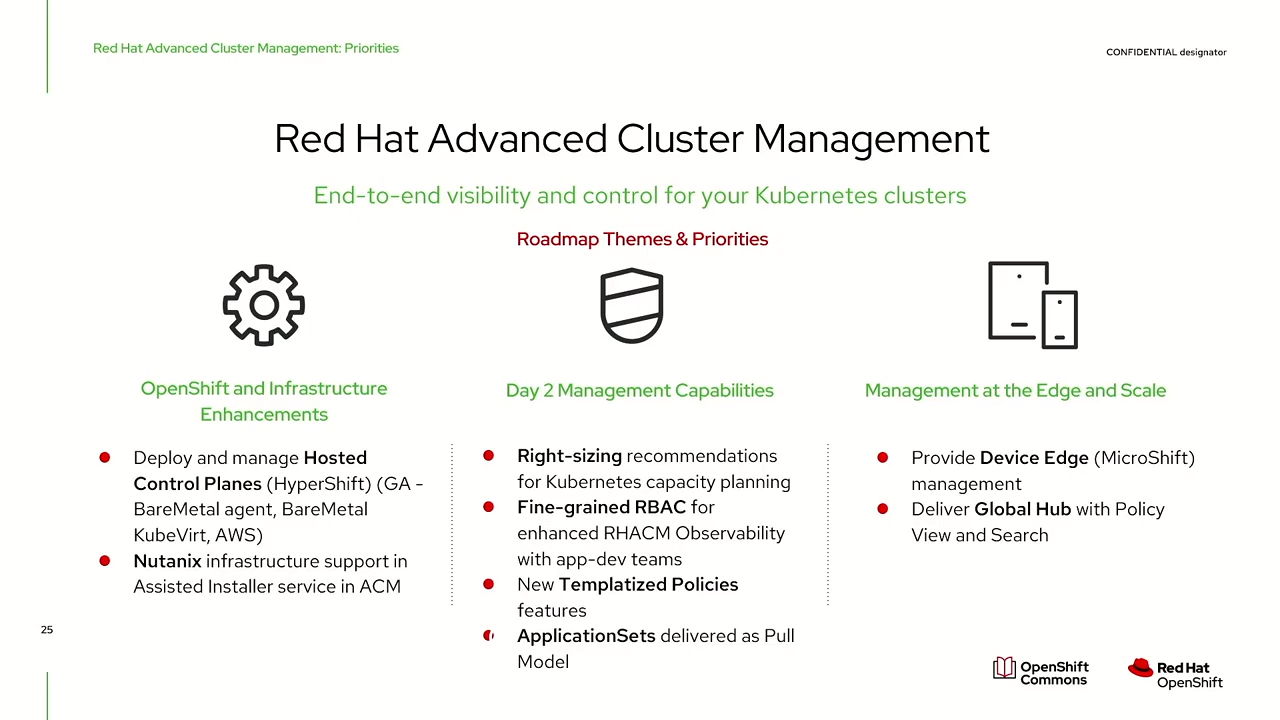 Red Hat Advanced Cluster Management: Priorities
CONFIDENTIAL designator
Red Hat Advanced Cluster Management
End-to-end visibility and control for your Kubernetes clusters
Roadmap Themes & Priorities
OpenShift and Infrastructure
Enhancements
Deploy and manage Hosted
Control Planes (HyperShift) (GA -
BareMetal agent, BareMetal
KubeVirt, AWS)
Nutanix infrastructure support in
Assisted Installer service in ACM
Day 2 Management Capabilities
Right-sizing recommendations
for Kubernetes capacity planning
Fine-grained RBAC for
enhanced RHACM Observability
with app-dev teams
New Templatized Policies
features
ApplicationSets delivered as Pull
Model
Management at the Edge and Scale
Provide Device Edge (MicroShift)
management
Deliver Global Hub with Policy
View and Search
25
OpenShift
Commons
Red Hat
OpenShift